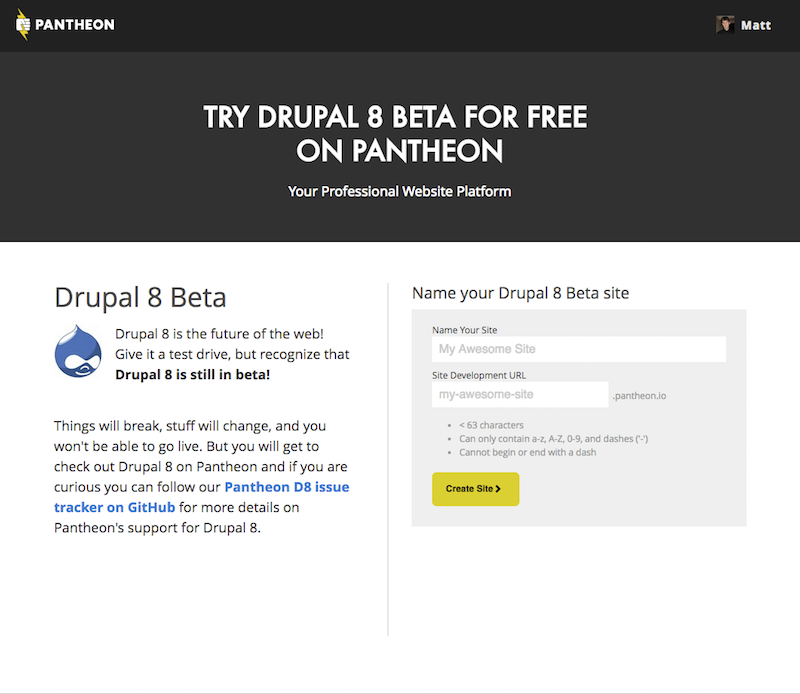 PANTHEON
Matt
TRY DRUPAL 8 BETA FOR FREE
ON PANTHEON
Your Professional Website Platform
Drupal 8 Beta
Drupal 8 is the future of the web!
Give it a test drive, but recognize that
Drupal 8 is still in beta!
Things will break, stuff will change, and you
won't be able to go live. But you will get to
check out Drupal 8 on Pantheon and if you are
curious you can follow our Pantheon D8 issue
tracker on GitHub for more details on
Pantheon's support for Drupal 8.
Name your Drupal 8 Beta site
Name Your Site
My Awesome Site
Site Development URL
my-awesome-site .pantheon.io
• < 63 characters
• Can only contain a-z, A-Z, 0-9, and dashes ('-')
• Cannot begin or end with a dash
Create Site